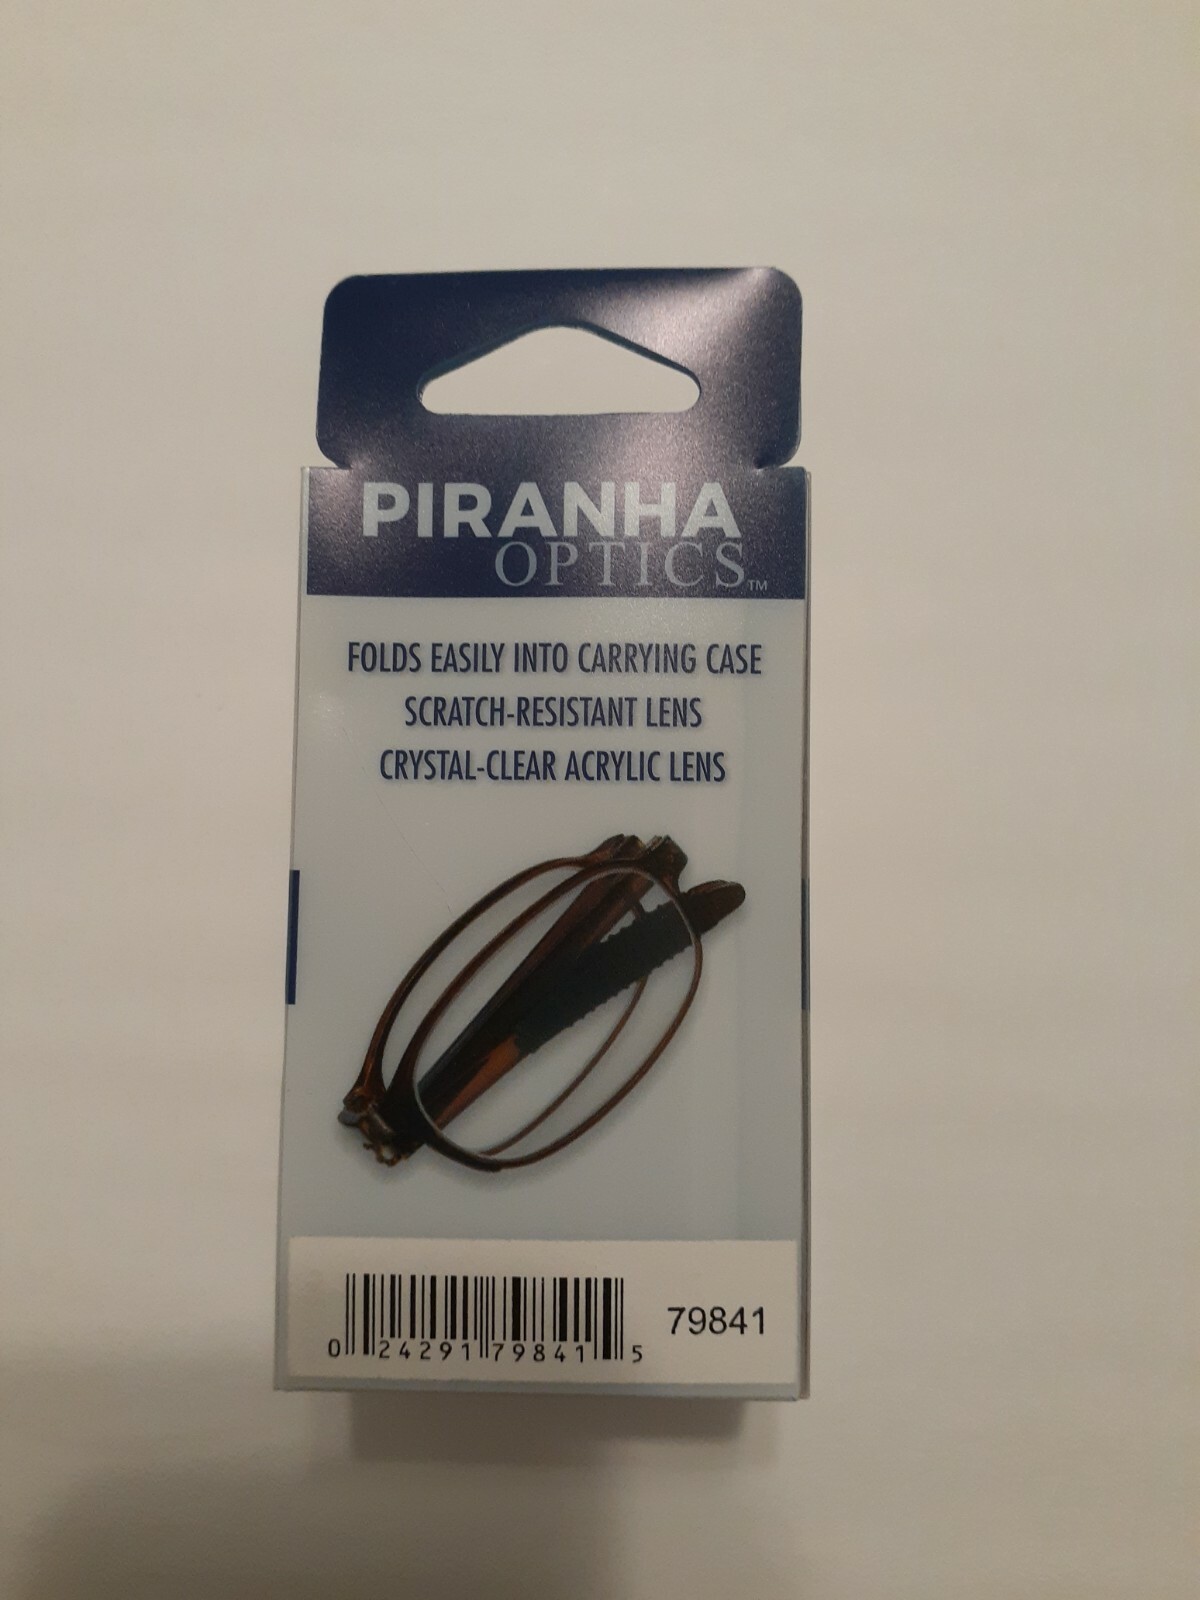 PIRANHA
OPTICS™
FOLDS EASILY INTO CARRYING CASE
SCRATCH-RESISTANT LENS
CRYSTAL-CLEAR ACRYLIC LENS
79841
0 24291 79841 5